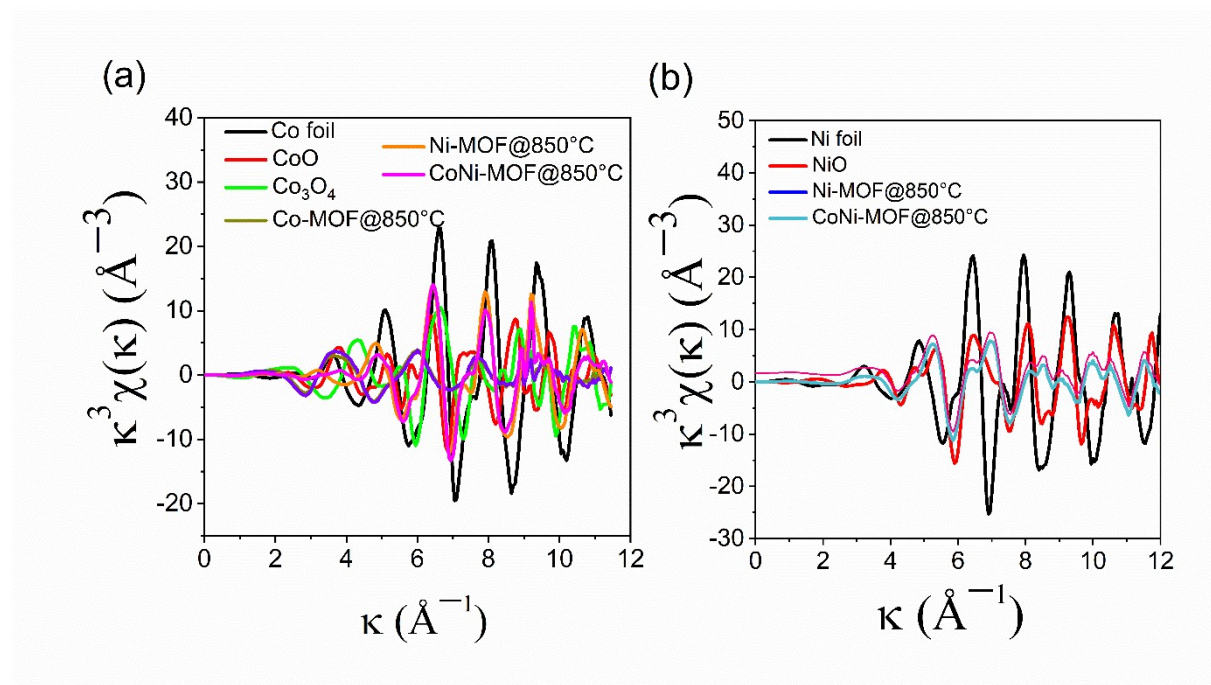 (a)
40
30
20
10
0
-10
-20
0 2 4 6 8 10 12
κ³χ(κ) (Å⁻³)
κ (Å⁻¹)
Co foil
CoO
Co₃O₄
Co-MOF@850°C
Ni-MOF@850°C
CoNi-MOF@850°C
(b)
50
40
30
20
10
0
-10
-20
-30
0 2 4 6 8 10 12
κ³χ(κ) (Å⁻³)
κ (Å⁻¹)
Ni foil
NiO
Ni-MOF@850°C
CoNi-MOF@850°C